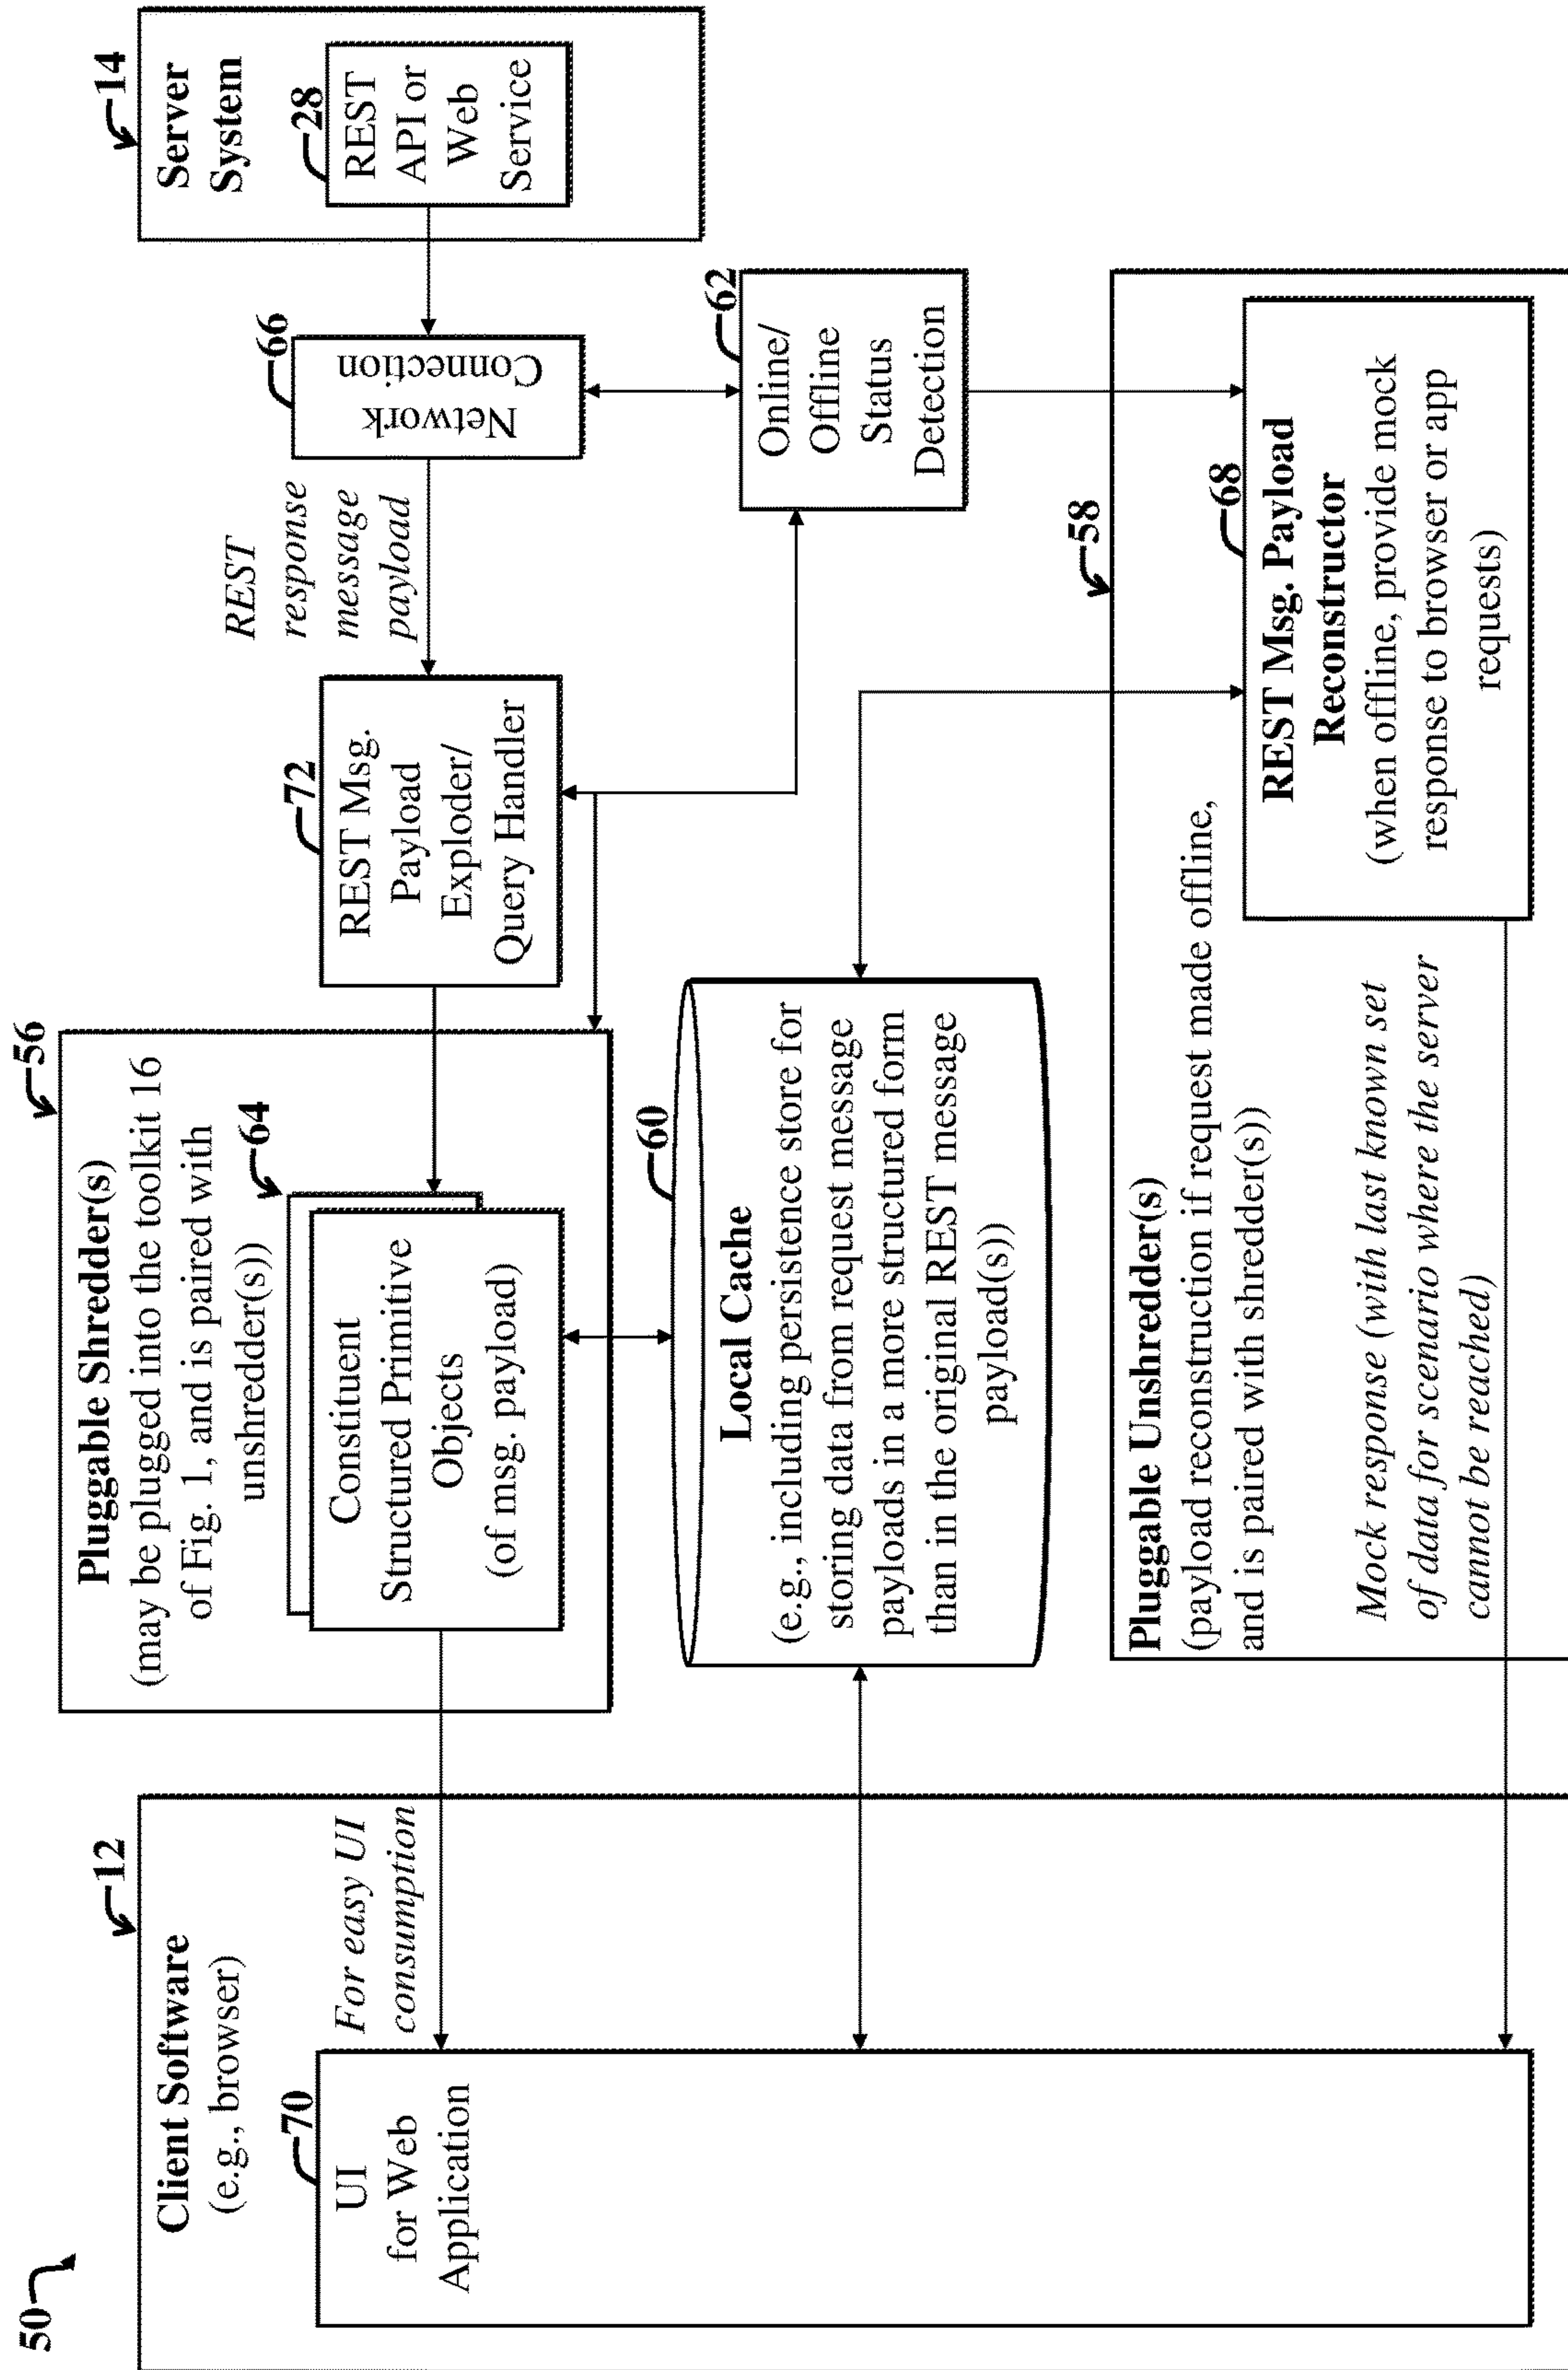 50
12
Client Software
(e.g., browser)
70
UI
for Web
Application
For easy UI
consumption
56
Pluggable Shredder(s)
(may be plugged into the toolkit 16
of Fig. 1, and is paired with
unshredder(s))
64
Constituent
Structured Primitive
Objects
(of msg. payload)
60
Local Cache
(e.g., including persistence store for
storing data from request message
payloads in a more structured form
than in the original REST message
payload(s))
72
REST Msg.
Payload
Exploder/
Query Handler
REST
response
message
payload
66
Network
Connection
14
Server
System
28
REST
API or
Web
Service
62
Online/
Offline
Status
Detection
58
Pluggable Unshredder(s)
(payload reconstruction if request made offline,
and is paired with shredder(s))
Mock response (with last known set
of data for scenario where the server
cannot be reached)
68
REST Msg. Payload
Reconstructor
(when offline, provide mock
response to browser or app
requests)